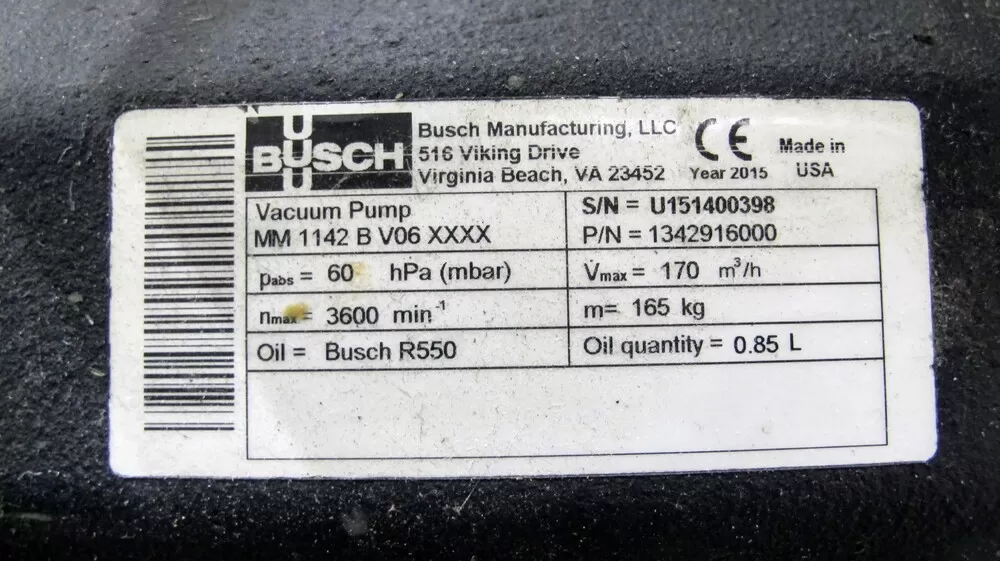 BUSCH
Busch Manufacturing, LLC
516 Viking Drive
Virginia Beach, VA 23452
CE
Year 2015
Made in
USA
Vacuum Pump
MM 1142 B V06 XXXX
S/N = U151400398
P/N = 1342916000
pabs = 60 hPa (mbar)
V̇max = 170 m³/h
nmax = 3600 min⁻¹
m= 165 kg
Oil = Busch R550
Oil quantity = 0.85 L